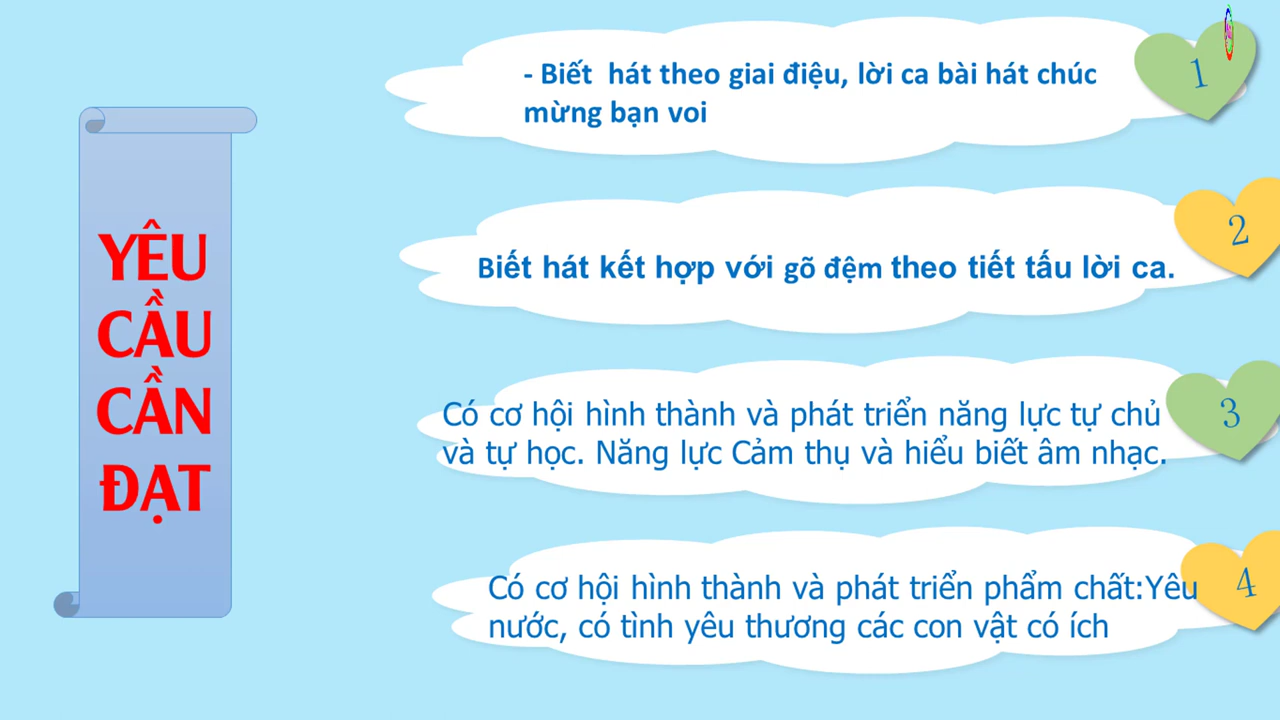 YÊU
CẦU
CẦN
ĐẠT
- Biết  hát theo giai điệu, lời ca bài hát chúc
mừng bạn voi
1
Biết hát kết hợp với gõ đệm theo tiết tấu lời ca.
2
Có cơ hội hình thành và phát triển năng lực tự chủ
và tự học. Năng lực Cảm thụ và hiểu biết âm nhạc.
3
Có cơ hội hình thành và phát triển phẩm chất:Yêu
nước, có tình yêu thương các con vật có ích
4